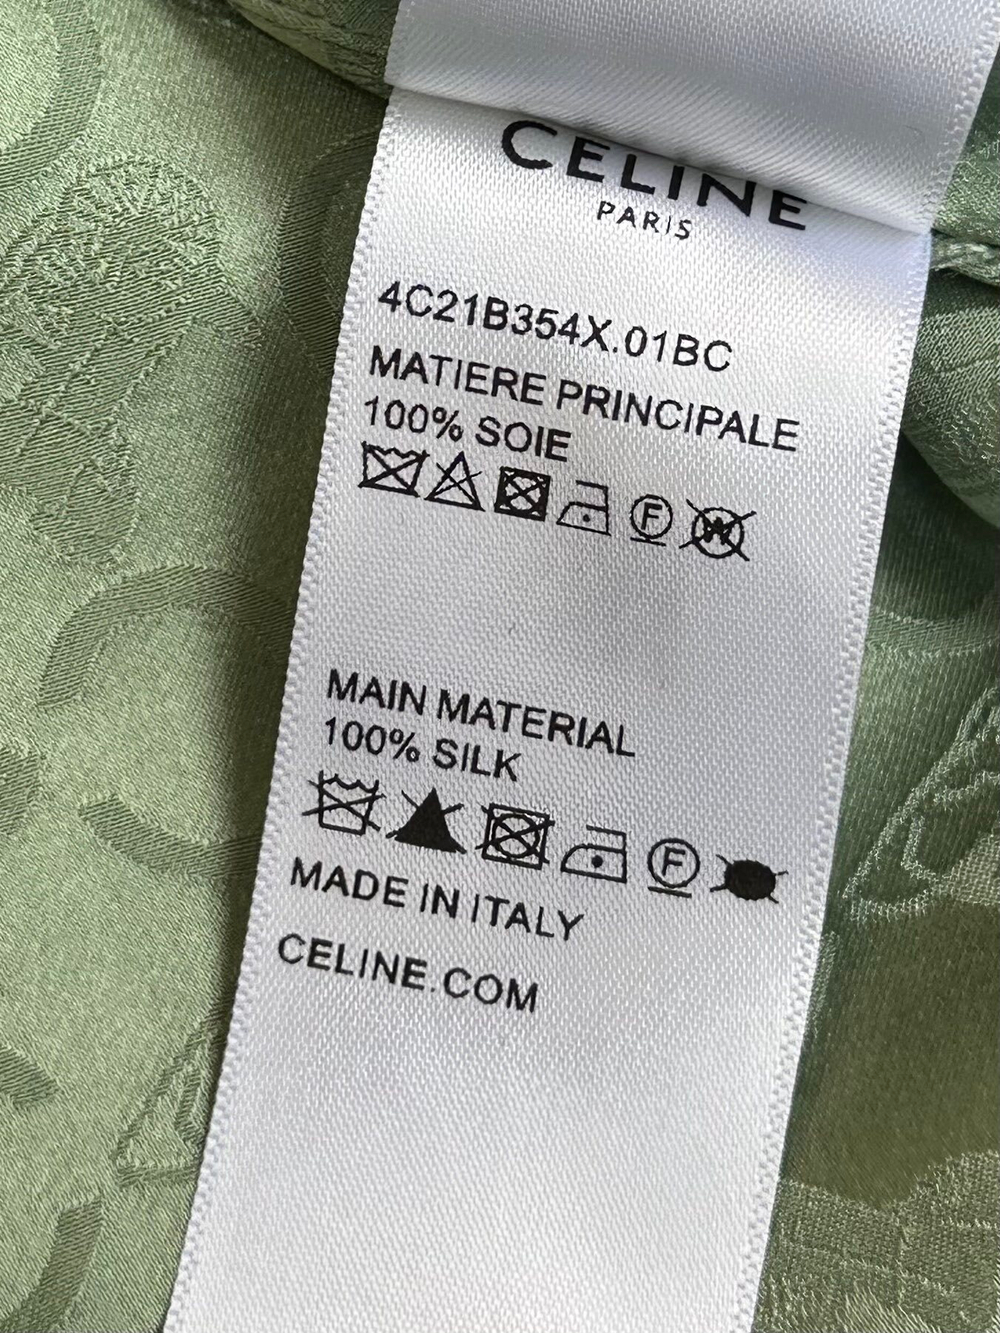 CELINE
PARIS
4C21B354X.01BC
MATIERE PRINCIPALE
100% SOIE
F W
MAIN MATERIAL
100% SILK
F
MADE IN ITALY
CELINE.COM